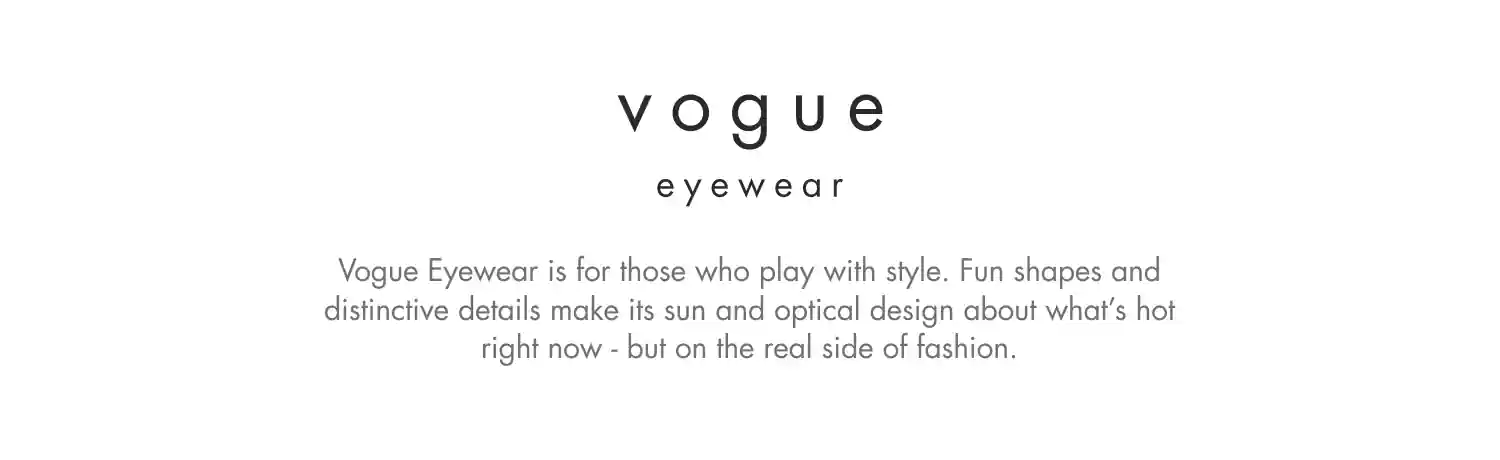 vogue
eyewear
Vogue Eyewear is for those who play with style. Fun shapes and
distinctive details make its sun and optical design about what’s hot
right now - but on the real side of fashion.